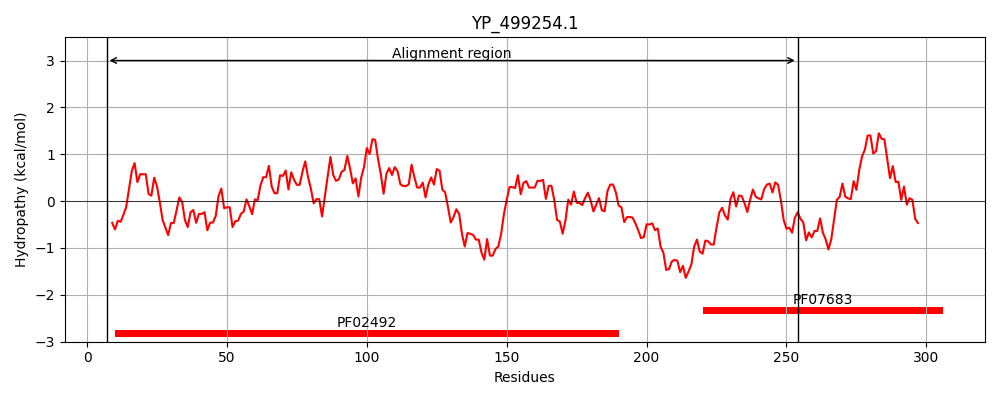 YP_499254.1
Alignment region
Hydropathy (kcal/mol)
3
2
1
0
−1
−2
−3
PF07683
PF02492
0
50
100
150
200
250
300
Residues